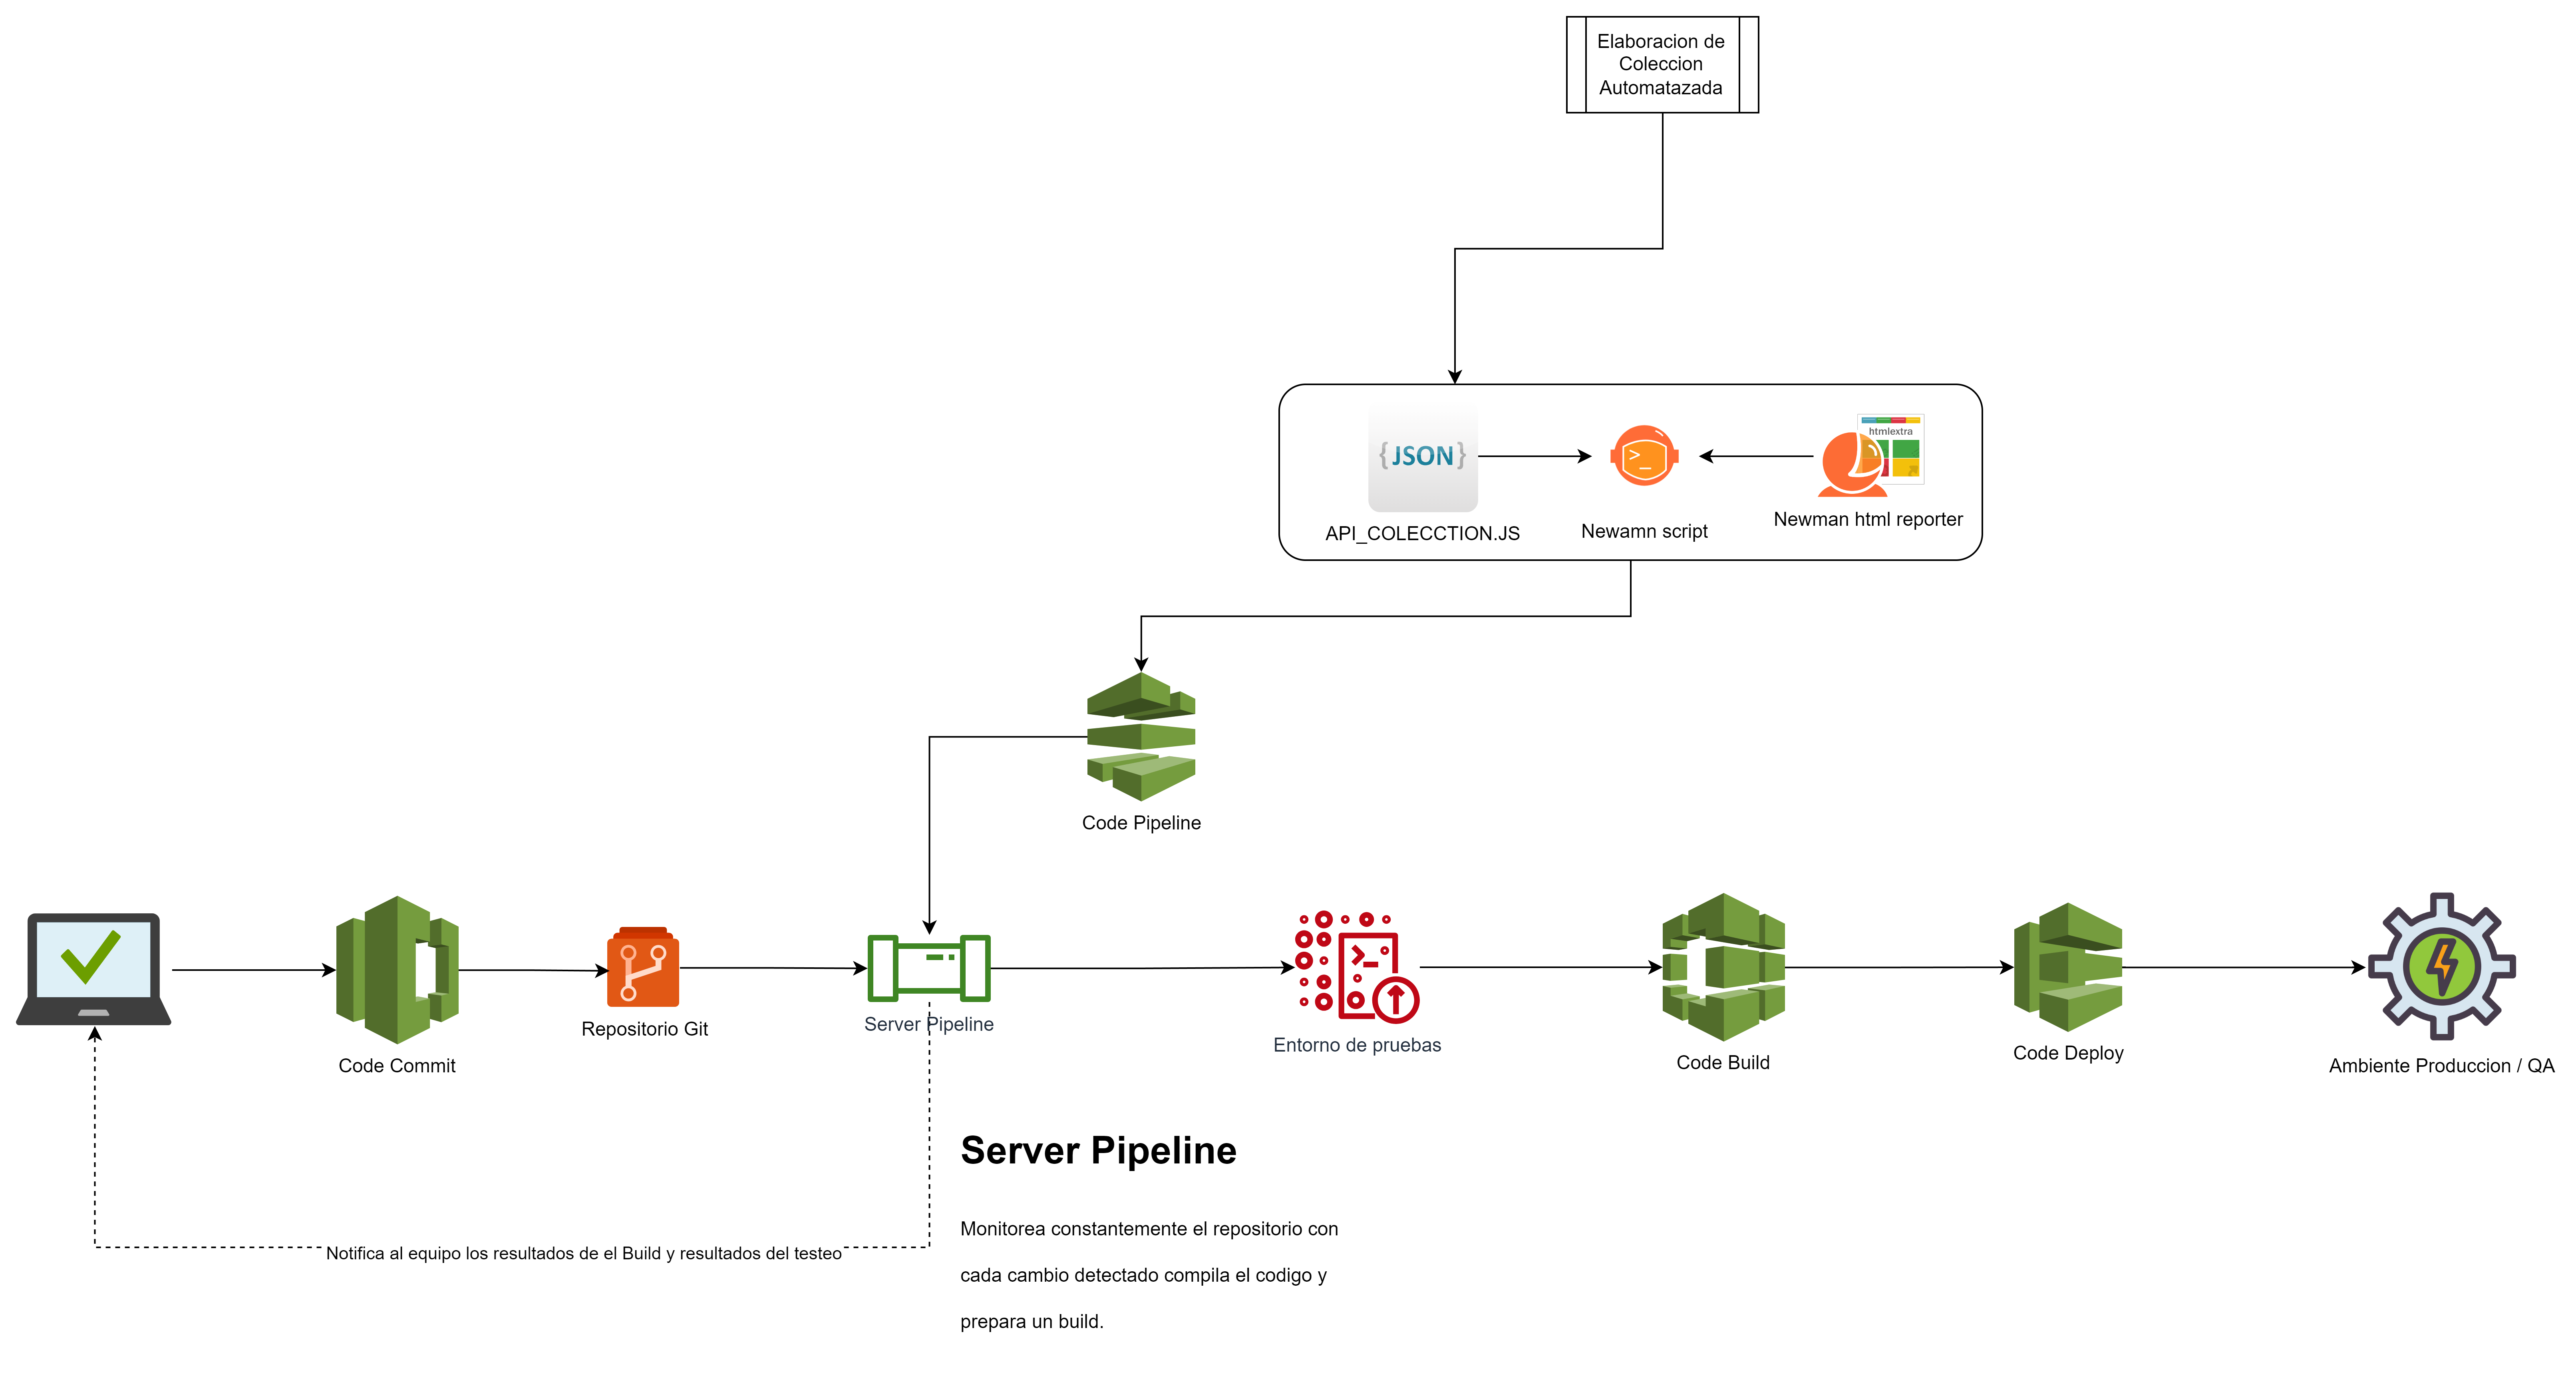 Elaboracion de
Coleccion
Automatazada
{JSON}
htmlextra
>_
API_COLECCTION.JS
Newamn script
Newman html reporter
Code Pipeline
Code Commit
Repositorio Git
Server Pipeline
Entorno de pruebas
Code Build
Code Deploy
Ambiente Produccion / QA
Server Pipeline
Notifica al equipo los resultados de el Build y resultados del testeo
Monitorea constantemente el repositorio con
cada cambio detectado compila el codigo y
prepara un build.